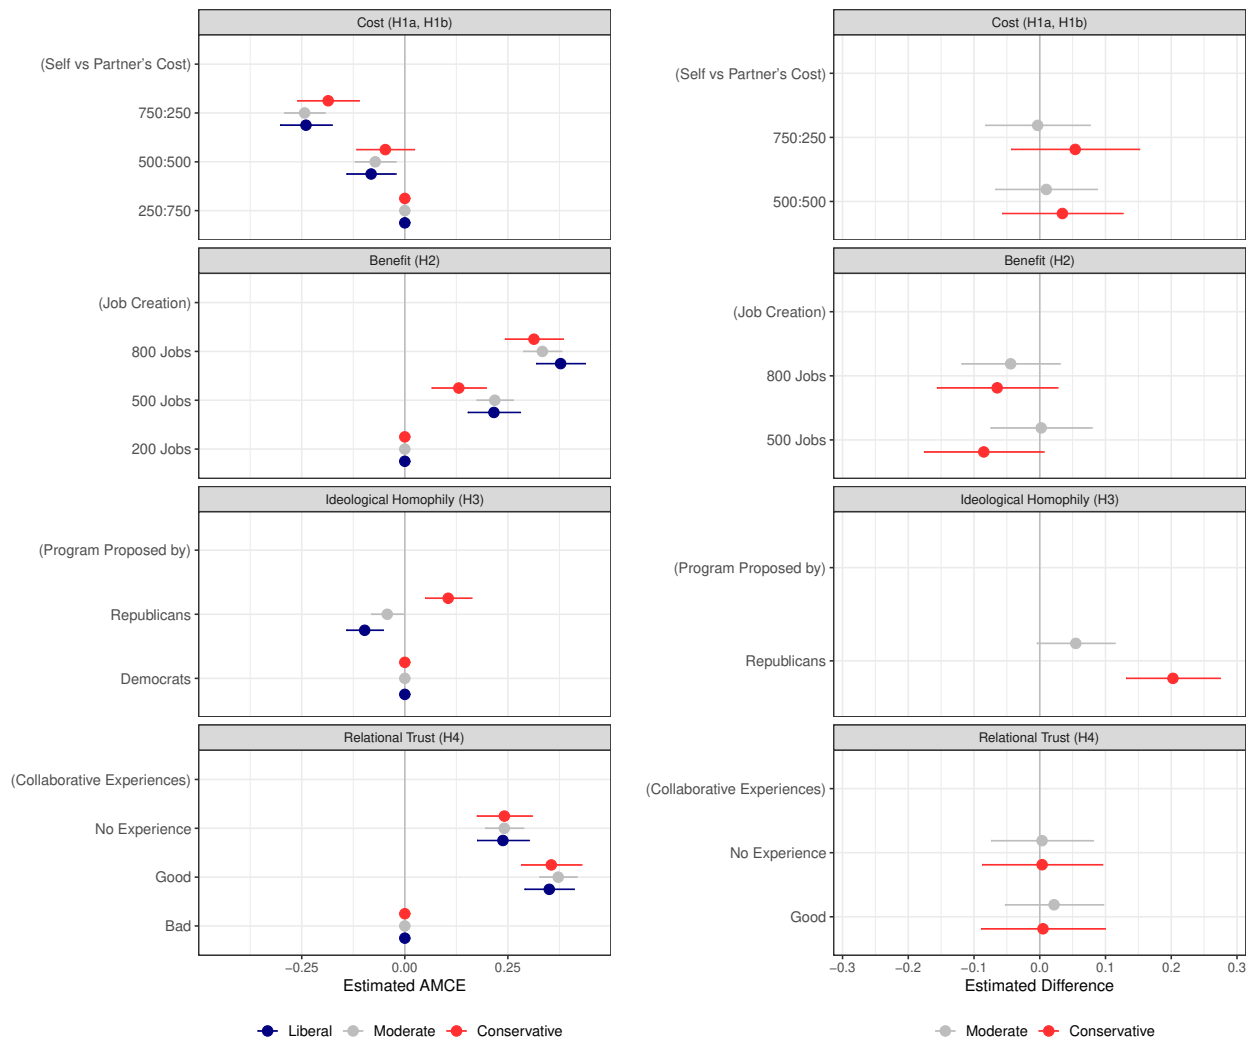 Cost (H1a, H1b)
(Self vs Partner's Cost)
750:250
500:500
250:750
Benefit (H2)
(Job Creation)
800 Jobs
500 Jobs
200 Jobs
Ideological Homophily (H3)
(Program Proposed by)
Republicans
Democrats
Relational Trust (H4)
(Collaborative Experiences)
No Experience
Good
Bad
−0.25 0.00 0.25
Estimated AMCE
Liberal Moderate Conservative
Cost (H1a, H1b)
(Self vs Partner's Cost)
750:250
500:500
Benefit (H2)
(Job Creation)
800 Jobs
500 Jobs
Ideological Homophily (H3)
(Program Proposed by)
Republicans
Relational Trust (H4)
(Collaborative Experiences)
No Experience
Good
−0.3 −0.2 −0.1 0.0 0.1 0.2 0.3
Estimated Difference
Moderate Conservative